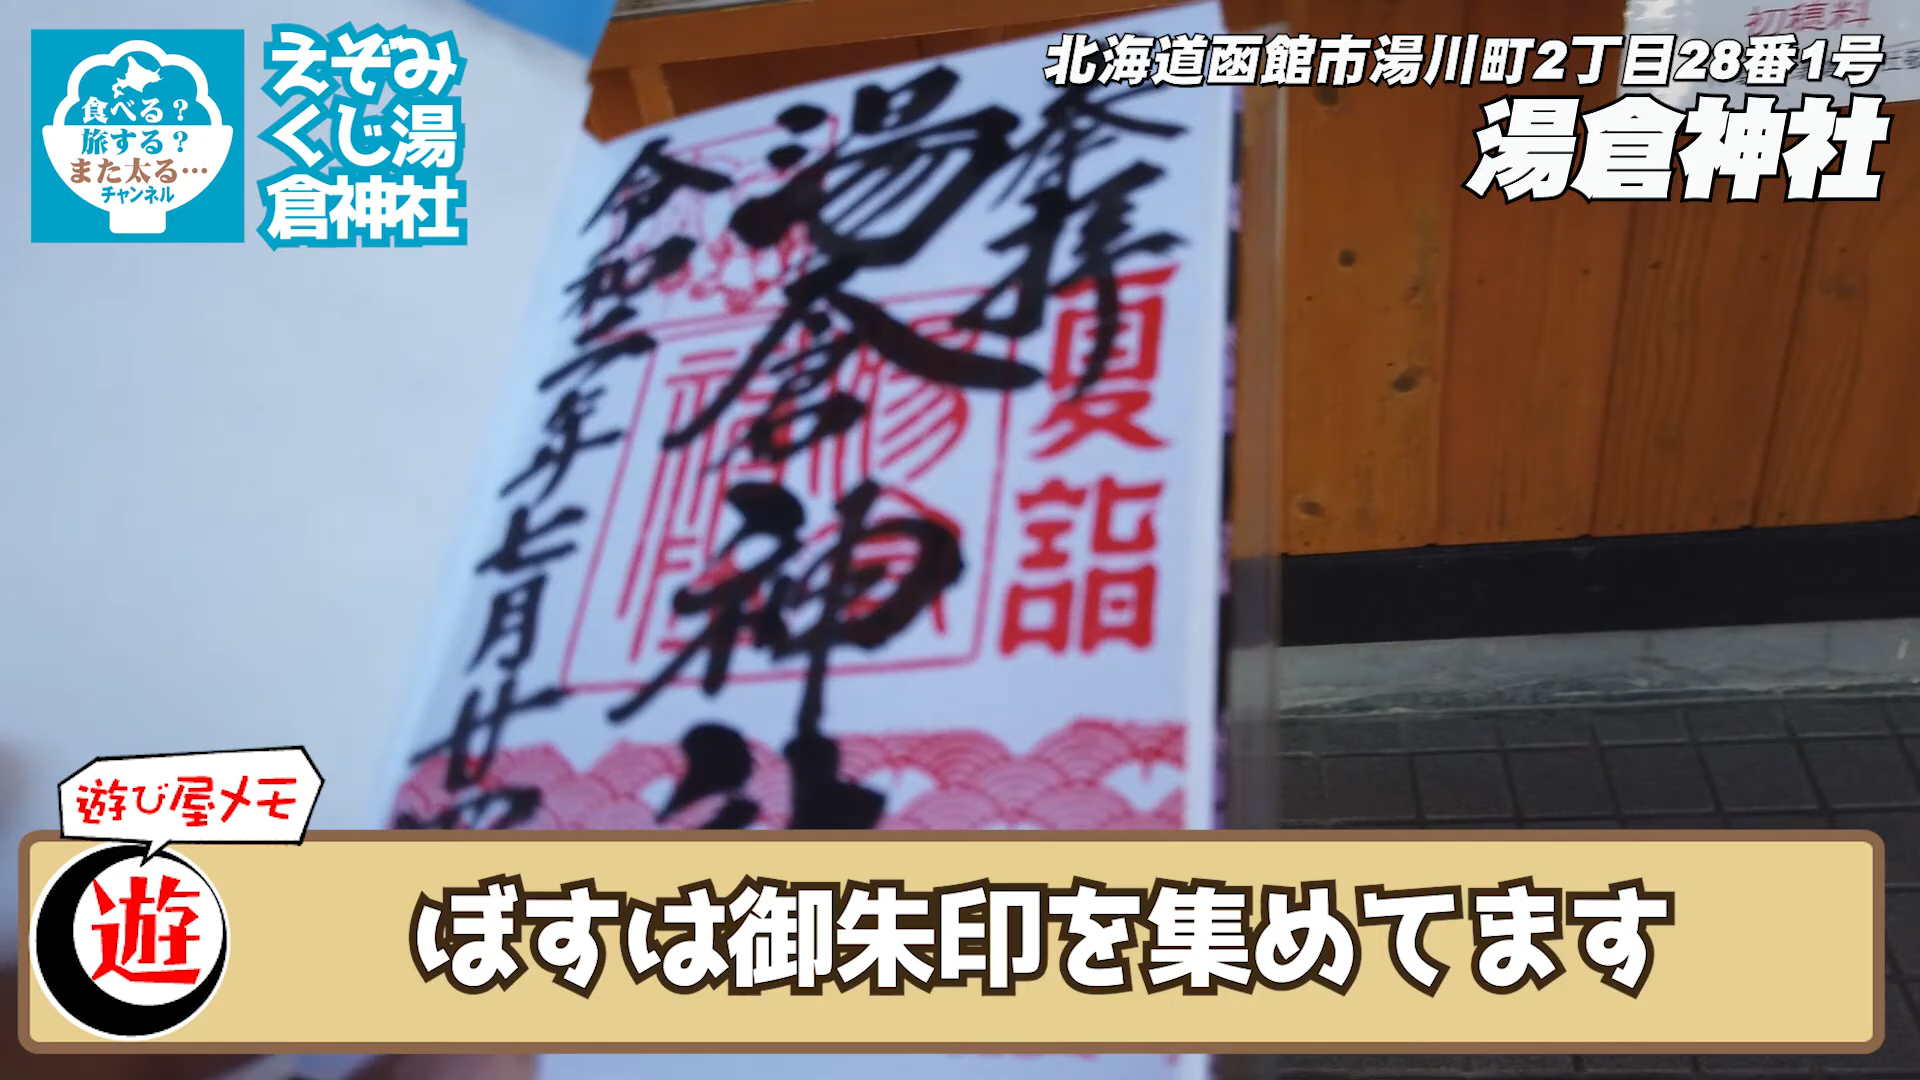 食べる？
旅する？
また太る…
チャンネル
えぞみ
くじ湯
倉神社
北海道函館市湯川町2丁目28番1号
湯倉神社
初穂料
奉拝
夏詣
湯倉神社
令和二年七月廿四
遊び屋メモ
遊
ぼすは御朱印を集めてます